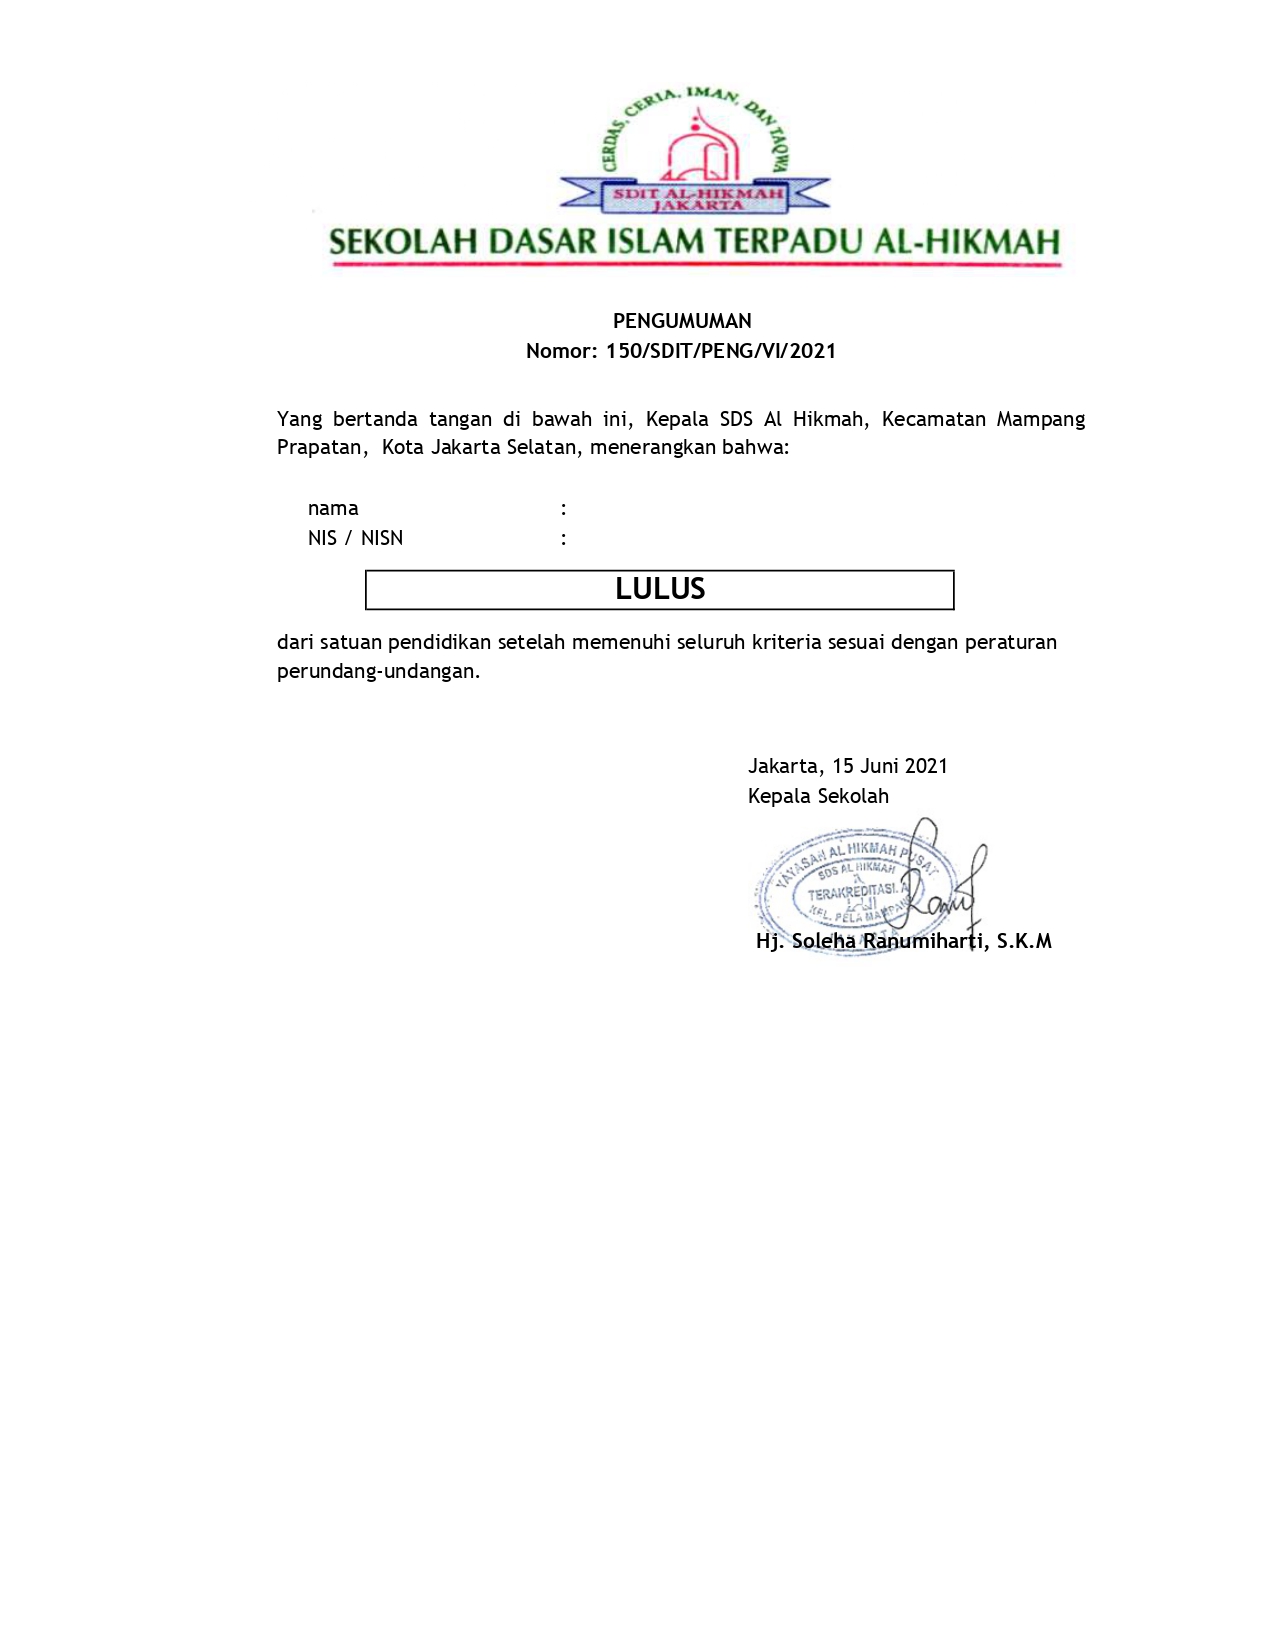 CERDAS, CERIA, IMAN, DAN TAQWA
SDIT AL-HIKMAH
JAKARTA
SEKOLAH DASAR ISLAM TERPADU AL-HIKMAH
PENGUMUMAN
Nomor: 150/SDIT/PENG/VI/2021
Yang bertanda tangan di bawah ini, Kepala SDS Al Hikmah, Kecamatan Mampang
Prapatan, Kota Jakarta Selatan, menerangkan bahwa:
nama :
NIS / NISN :
LULUS
dari satuan pendidikan setelah memenuhi seluruh kriteria sesuai dengan peraturan
perundang-undangan.
Jakarta, 15 Juni 2021
Kepala Sekolah
YAYASAN AL HIKMAH PUSAT
SDS AL HIKMAH
TERAKREDITASI. A
KEL. PELA MAMPANG
JAKARTA
Hj. Soleha Ranumiharti, S.K.M